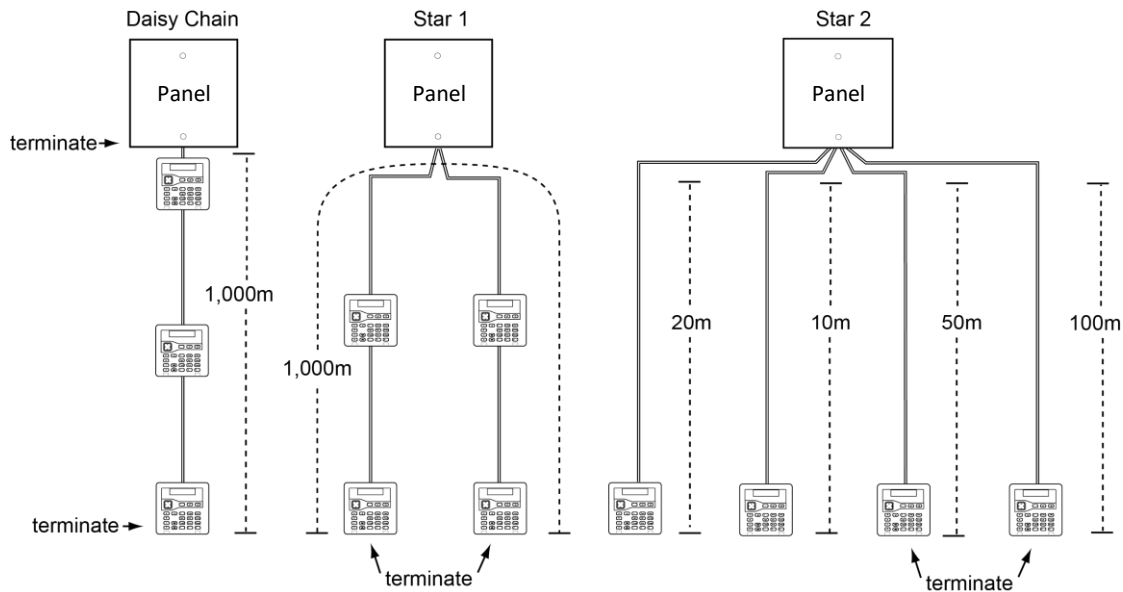 Daisy Chain
Star 1
Star 2
Panel
Panel
Panel
terminate
1,000m
1,000m
20m
10m
50m
100m
terminate
terminate
terminate